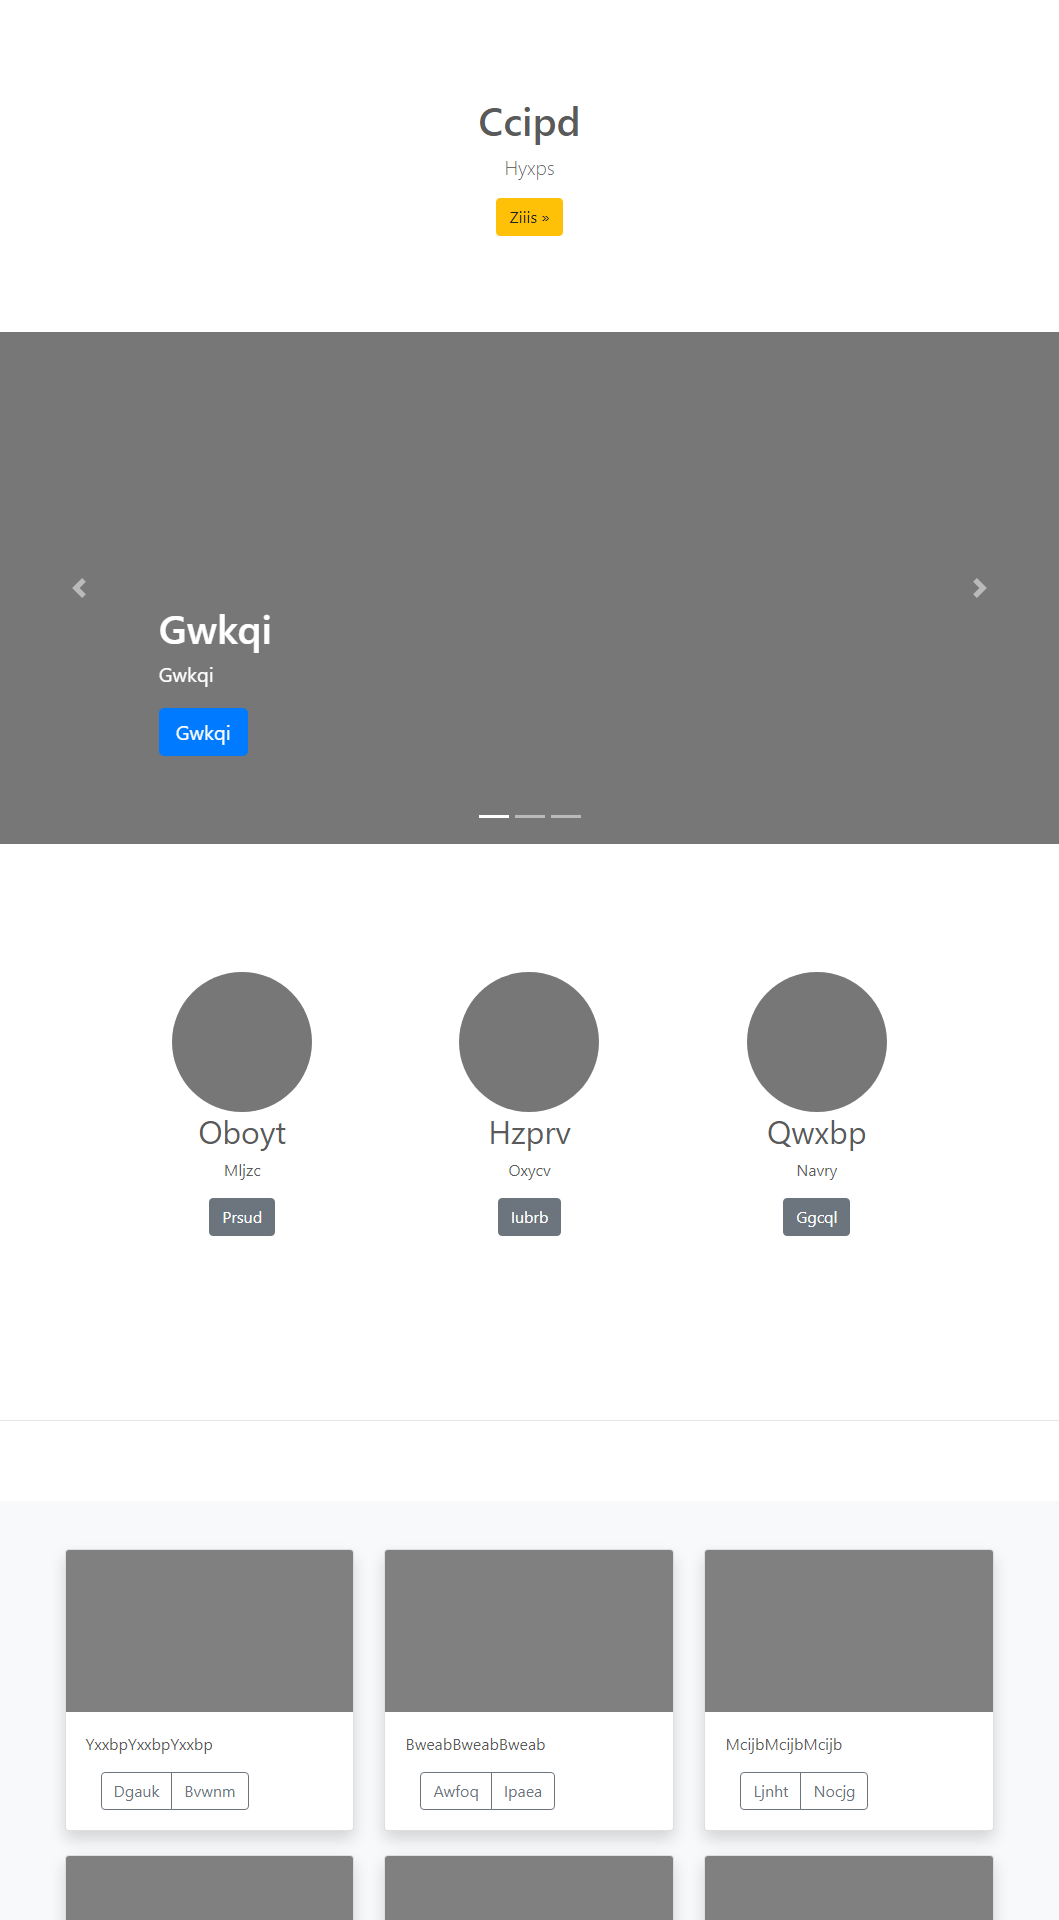 Ccipd
Hyxps
Ziiis »
Gwkqi
Gwkqi
Gwkqi
Oboyt
Mljzc
Prsud
Hzprv
Oxycv
Iubrb
Qwxbp
Navry
Ggcql
YxxbpYxxbpYxxbp
Dgauk Bvwnm
BweabBweabBweab
Awfoq Ipaea
McijbMcijbMcijb
Ljnht Nocjg